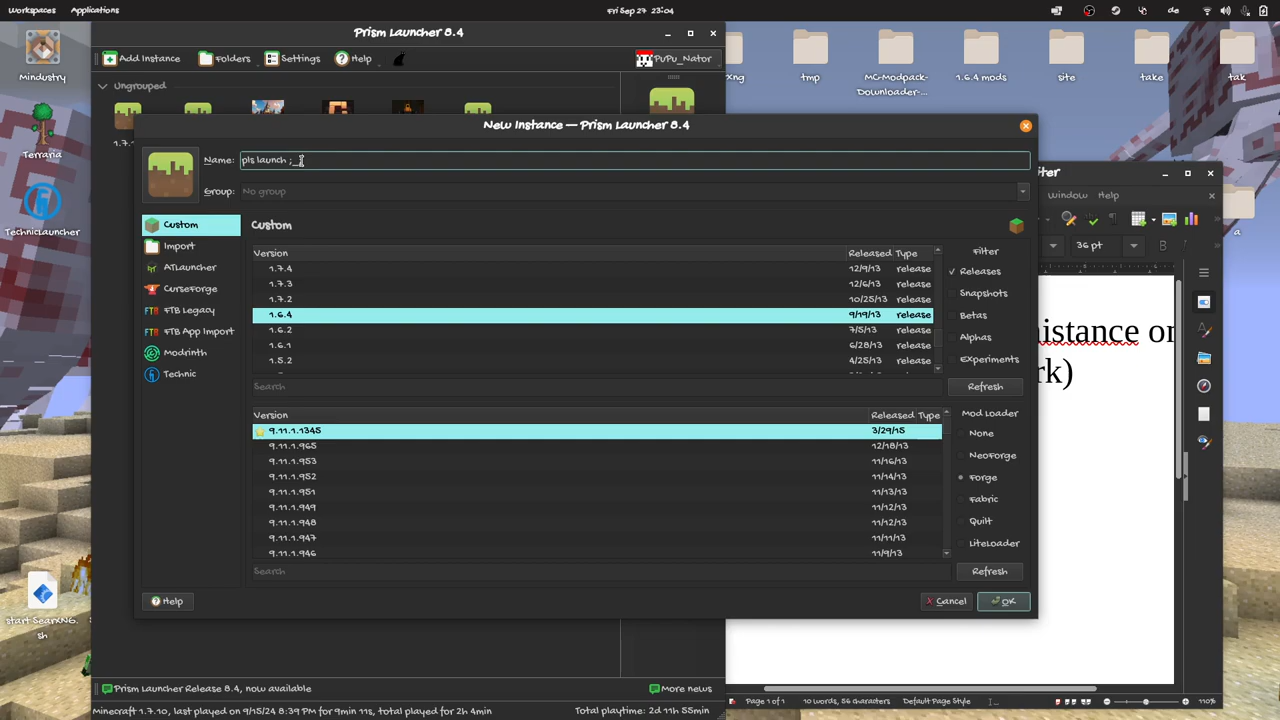 Workspaces Applications Fri Sep 27 23:04 de
Prism Launcher 8.4
Add Instance Folders Settings Help PuPu_Nator
Mindustry
Ungrouped
1.7.1
Terraria
TechnicLauncher
start SearXNG.
sh
xng
tmp
MC-Modpack-
Downloader-...
1.6.4 mods
site
take
tak
a
New Instance — Prism Launcher 8.4
Name: pls launch ;_;
Group: No group
Custom
Import
ATLauncher
CurseForge
FTB Legacy
FTB App Import
Modrinth
Technic
Custom
Version Released Type
1.7.4 12/9/13 release
1.7.3 12/6/13 release
1.7.2 10/25/13 release
1.6.4 9/19/13 release
1.6.2 7/5/13 release
1.6.1 6/28/13 release
1.5.2 4/25/13 release
Search
Filter
Releases
Snapshots
Betas
Alphas
Experiments
Refresh
Version Released Type
9.11.1.1345 3/29/15
9.11.1.965 12/18/13
9.11.1.953 11/16/13
9.11.1.952 11/14/13
9.11.1.951 11/13/13
9.11.1.949 11/12/13
9.11.1.948 11/12/13
9.11.1.947 11/11/13
9.11.1.946 11/9/13
Search
Mod Loader
None
NeoForge
Forge
Fabric
Quilt
LiteLoader
Refresh
Help Cancel OK
Prism Launcher Release 8.4, now available More news
Minecraft 1.7.10, last played on 9/15/24 8:39 PM for 9min 11s, total played for 2h 4min Total playtime: 2d 11h 55min
ter
Window Help
36 pt
nistance on
rk)
Page 1 of 1 10 words, 56 characters Default Page Style 110%